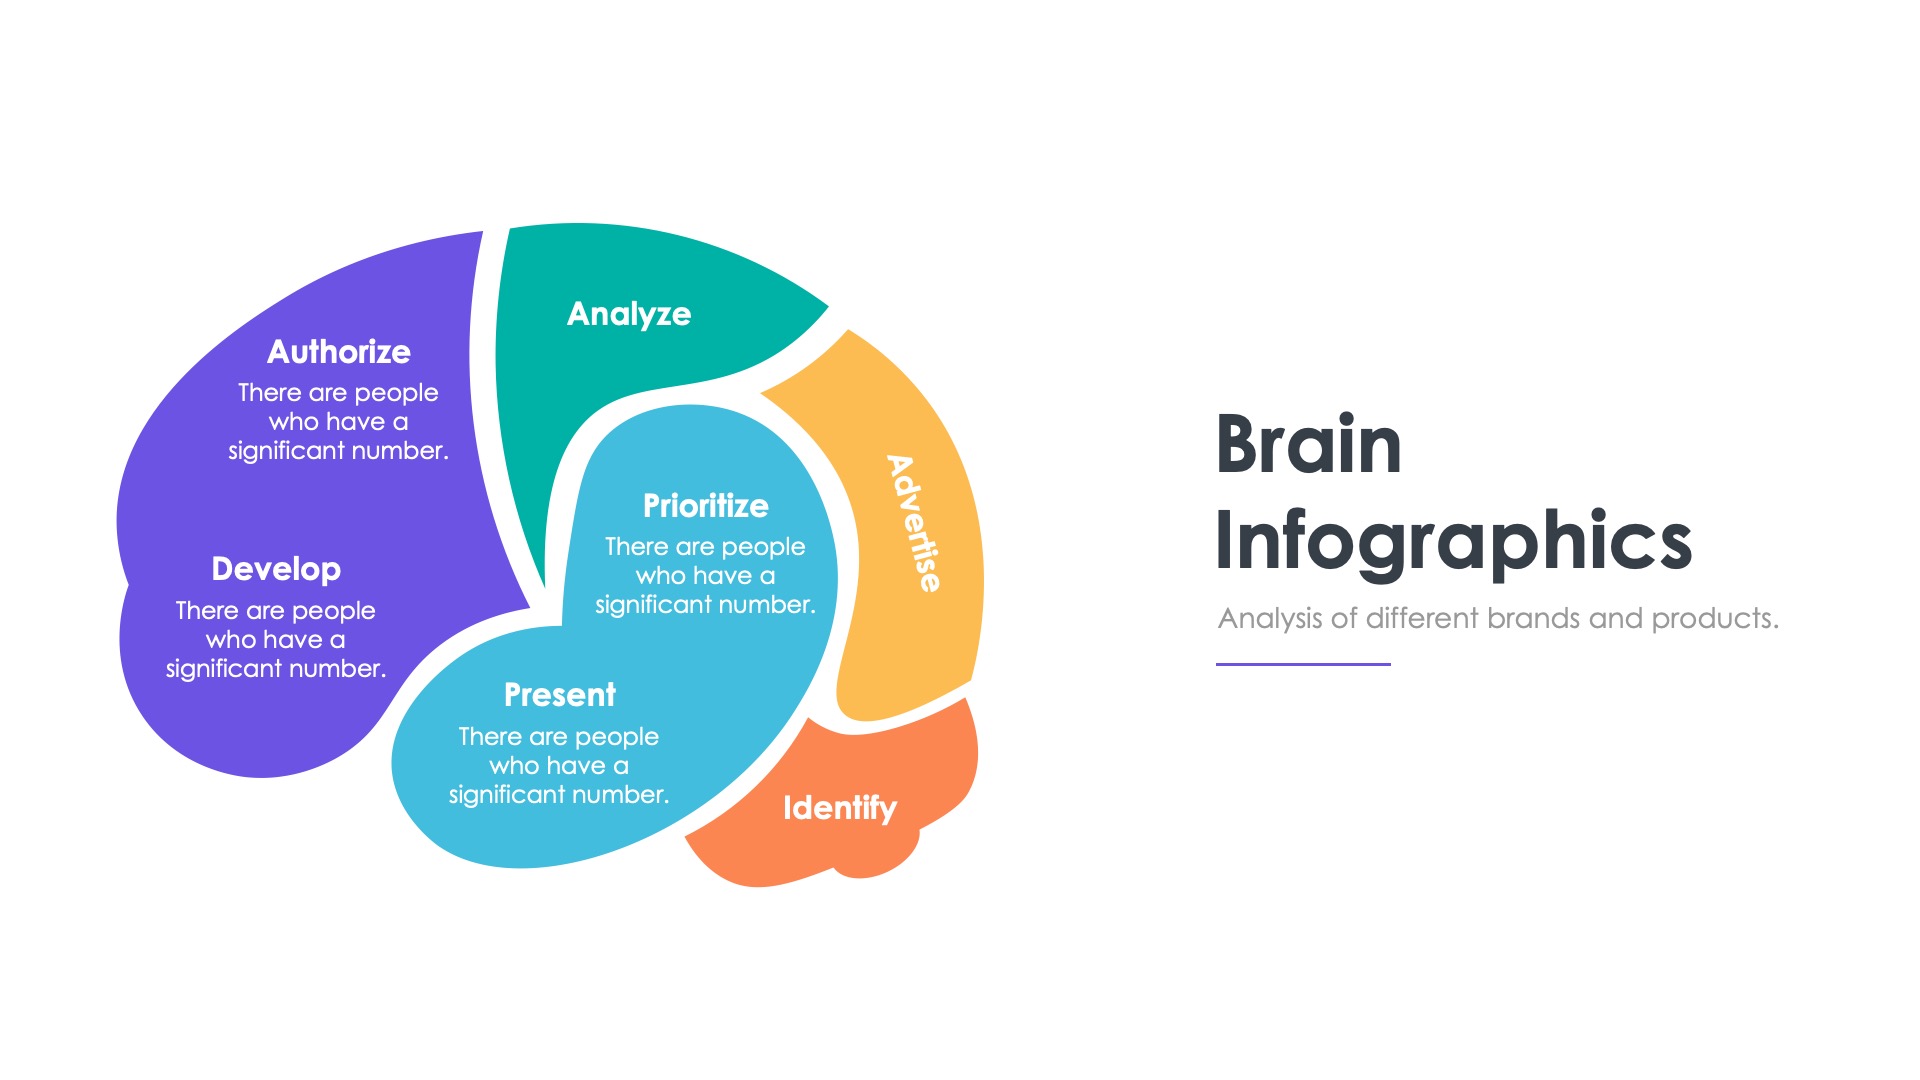 Analyze
Authorize
There are people
who have a
significant number.
Advertise
Prioritize
There are people
who have a
significant number.
Develop
There are people
who have a
significant number.
Present
There are people
who have a
significant number.
Identify
Brain
Infographics
Analysis of different brands and products.